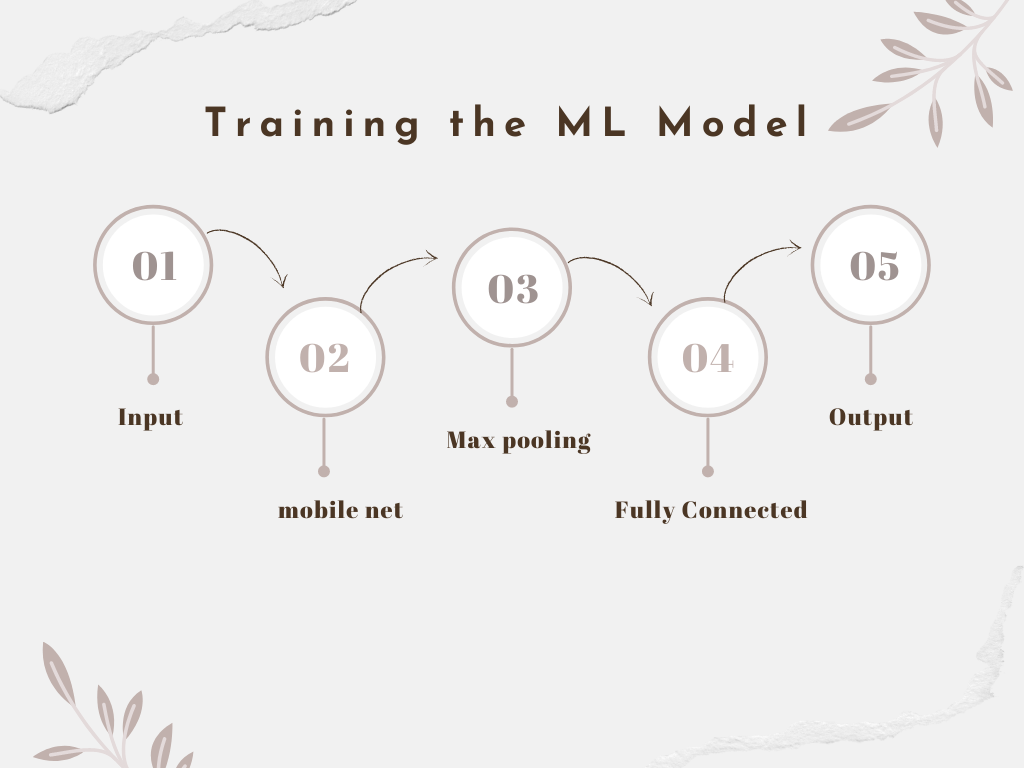 Training the ML Model
01
Input
02
mobile net
03
Max pooling
04
Fully Connected
05
Output